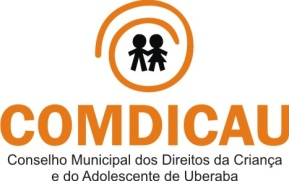 COMDICAU
Conselho Municipal dos Direitos da Criança
e do Adolescente de Uberaba